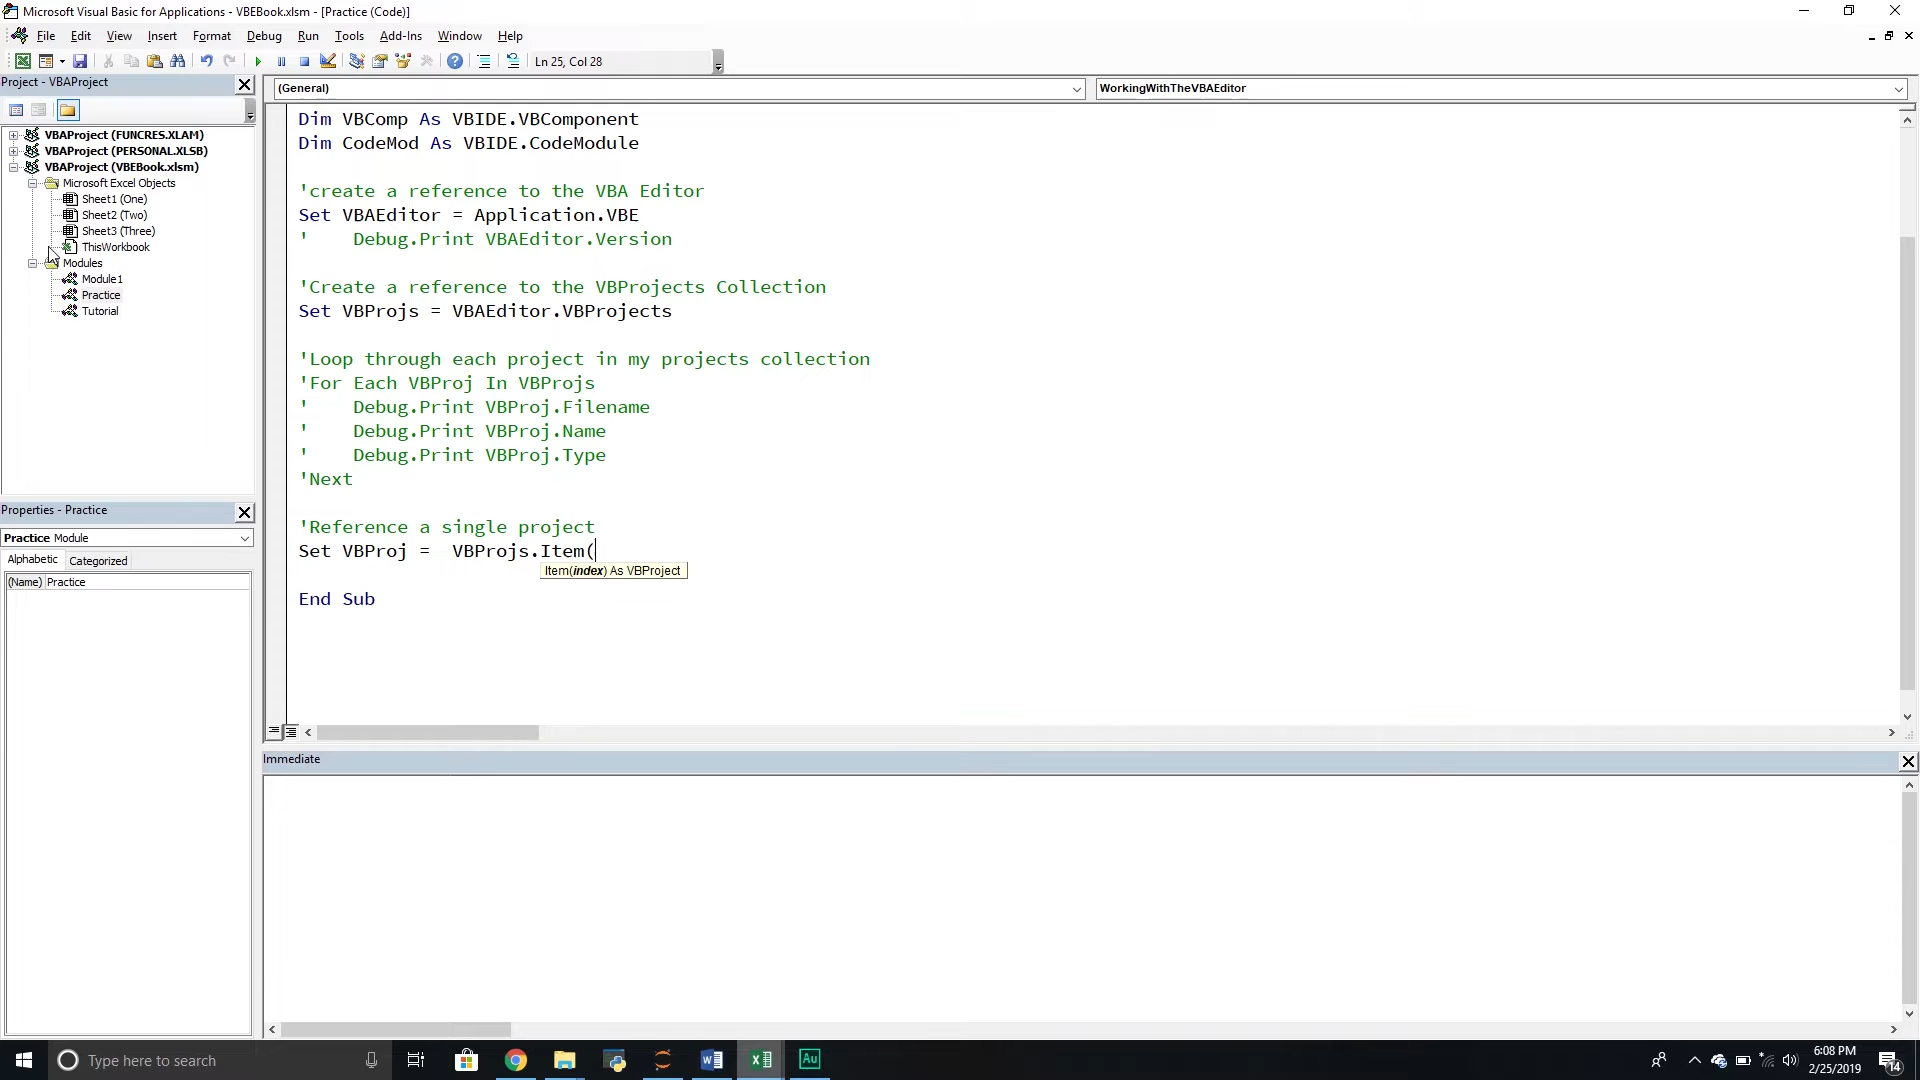 Microsoft Visual Basic for Applications - VBEBook.xlsm - [Practice (Code)]
File Edit View Insert Format Debug Run Tools Add-Ins Window Help
Ln 25, Col 28
Project - VBAProject
(General)
WorkingWithTheVBAEditor
VBAProject (FUNCRES.XLAM)
VBAProject (PERSONAL.XLSB)
VBAProject (VBEBook.xlsm)
Microsoft Excel Objects
Sheet1 (One)
Sheet2 (Two)
Sheet3 (Three)
ThisWorkbook
Modules
Module1
Practice
Tutorial
Properties - Practice
Practice Module
Alphabetic Categorized
(Name) Practice
Dim VBComp As VBIDE.VBComponent
Dim CodeMod As VBIDE.CodeModule
'create a reference to the VBA Editor
Set VBAEditor = Application.VBE
'    Debug.Print VBAEditor.Version
'Create a reference to the VBProjects Collection
Set VBProjs = VBAEditor.VBProjects
'Loop through each project in my projects collection
'For Each VBProj In VBProjs
'    Debug.Print VBProj.Filename
'    Debug.Print VBProj.Name
'    Debug.Print VBProj.Type
'Next
'Reference a single project
Set VBProj =  VBProjs.Item(
Item(index) As VBProject
End Sub
Immediate
Type here to search
Au
6:08 PM
2/25/2019
14